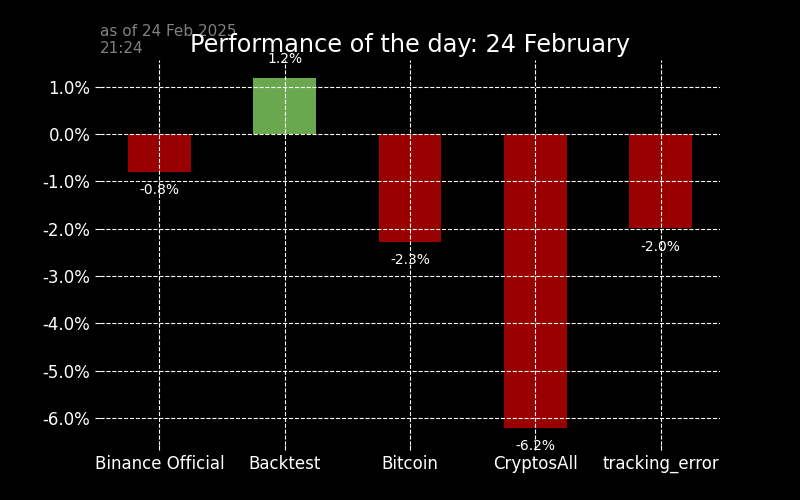 as of 24 Feb 2025
21:24
Performance of the day: 24 February
1.2%
1.0%
0.0%
-1.0%
-2.0%
-3.0%
-4.0%
-5.0%
-6.0%
-0.8%
-2.3%
-6.2%
-2.0%
Binance Official
Backtest
Bitcoin
CryptosAll
tracking_error